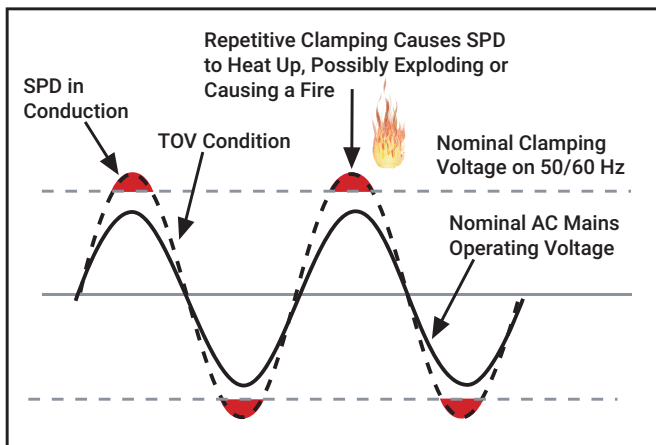 Repetitive Clamping Causes SPD
to Heat Up, Possibly Exploding or
Causing a Fire
SPD in
Conduction
TOV Condition
Nominal Clamping
Voltage on 50/60 Hz
Nominal AC Mains
Operating Voltage